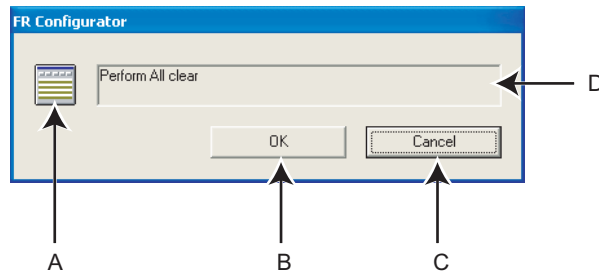 FR Configurator
Perform All clear
D
OK
Cancel
A
B
C